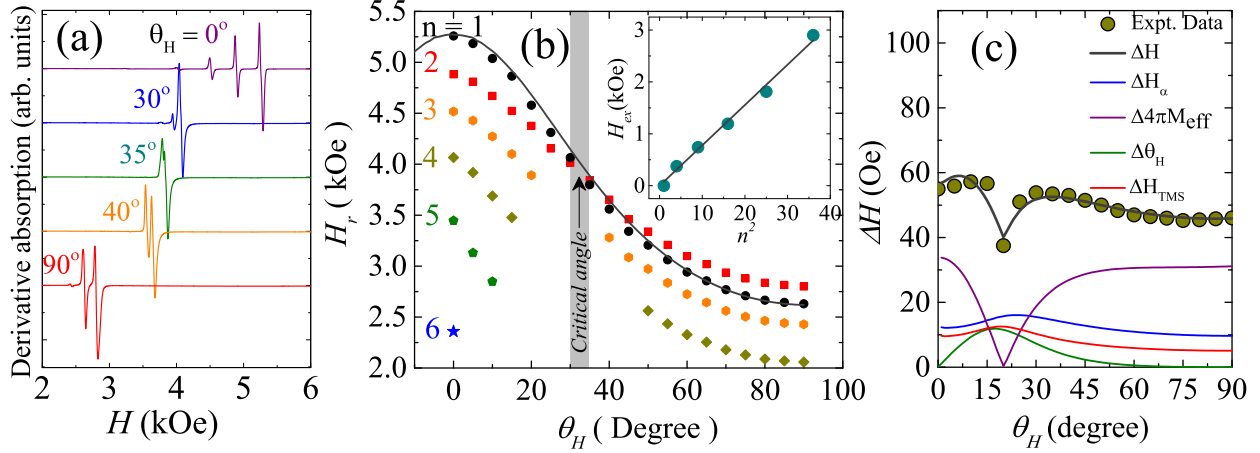 (a)
θH = 0°
30°
35°
40°
90°
Derivative absorption (arb. units)
2 3 4 5 6
H (kOe)
(b)
n = 1
2
3
4
5
6
Critical angle
Hr ( kOe)
5.5
5.0
4.5
4.0
3.5
3.0
2.5
2.0
0 20 40 60 80 100
θH ( Degree )
Hex (kOe)
3
2
1
0
0 20 40
n²
(c)
Expt. Data
ΔH
ΔHα
Δ4πMeff
ΔθH
ΔHTMS
ΔH (Oe)
100
80
60
40
20
0
0 15 30 45 60 75 90
θH (degree)